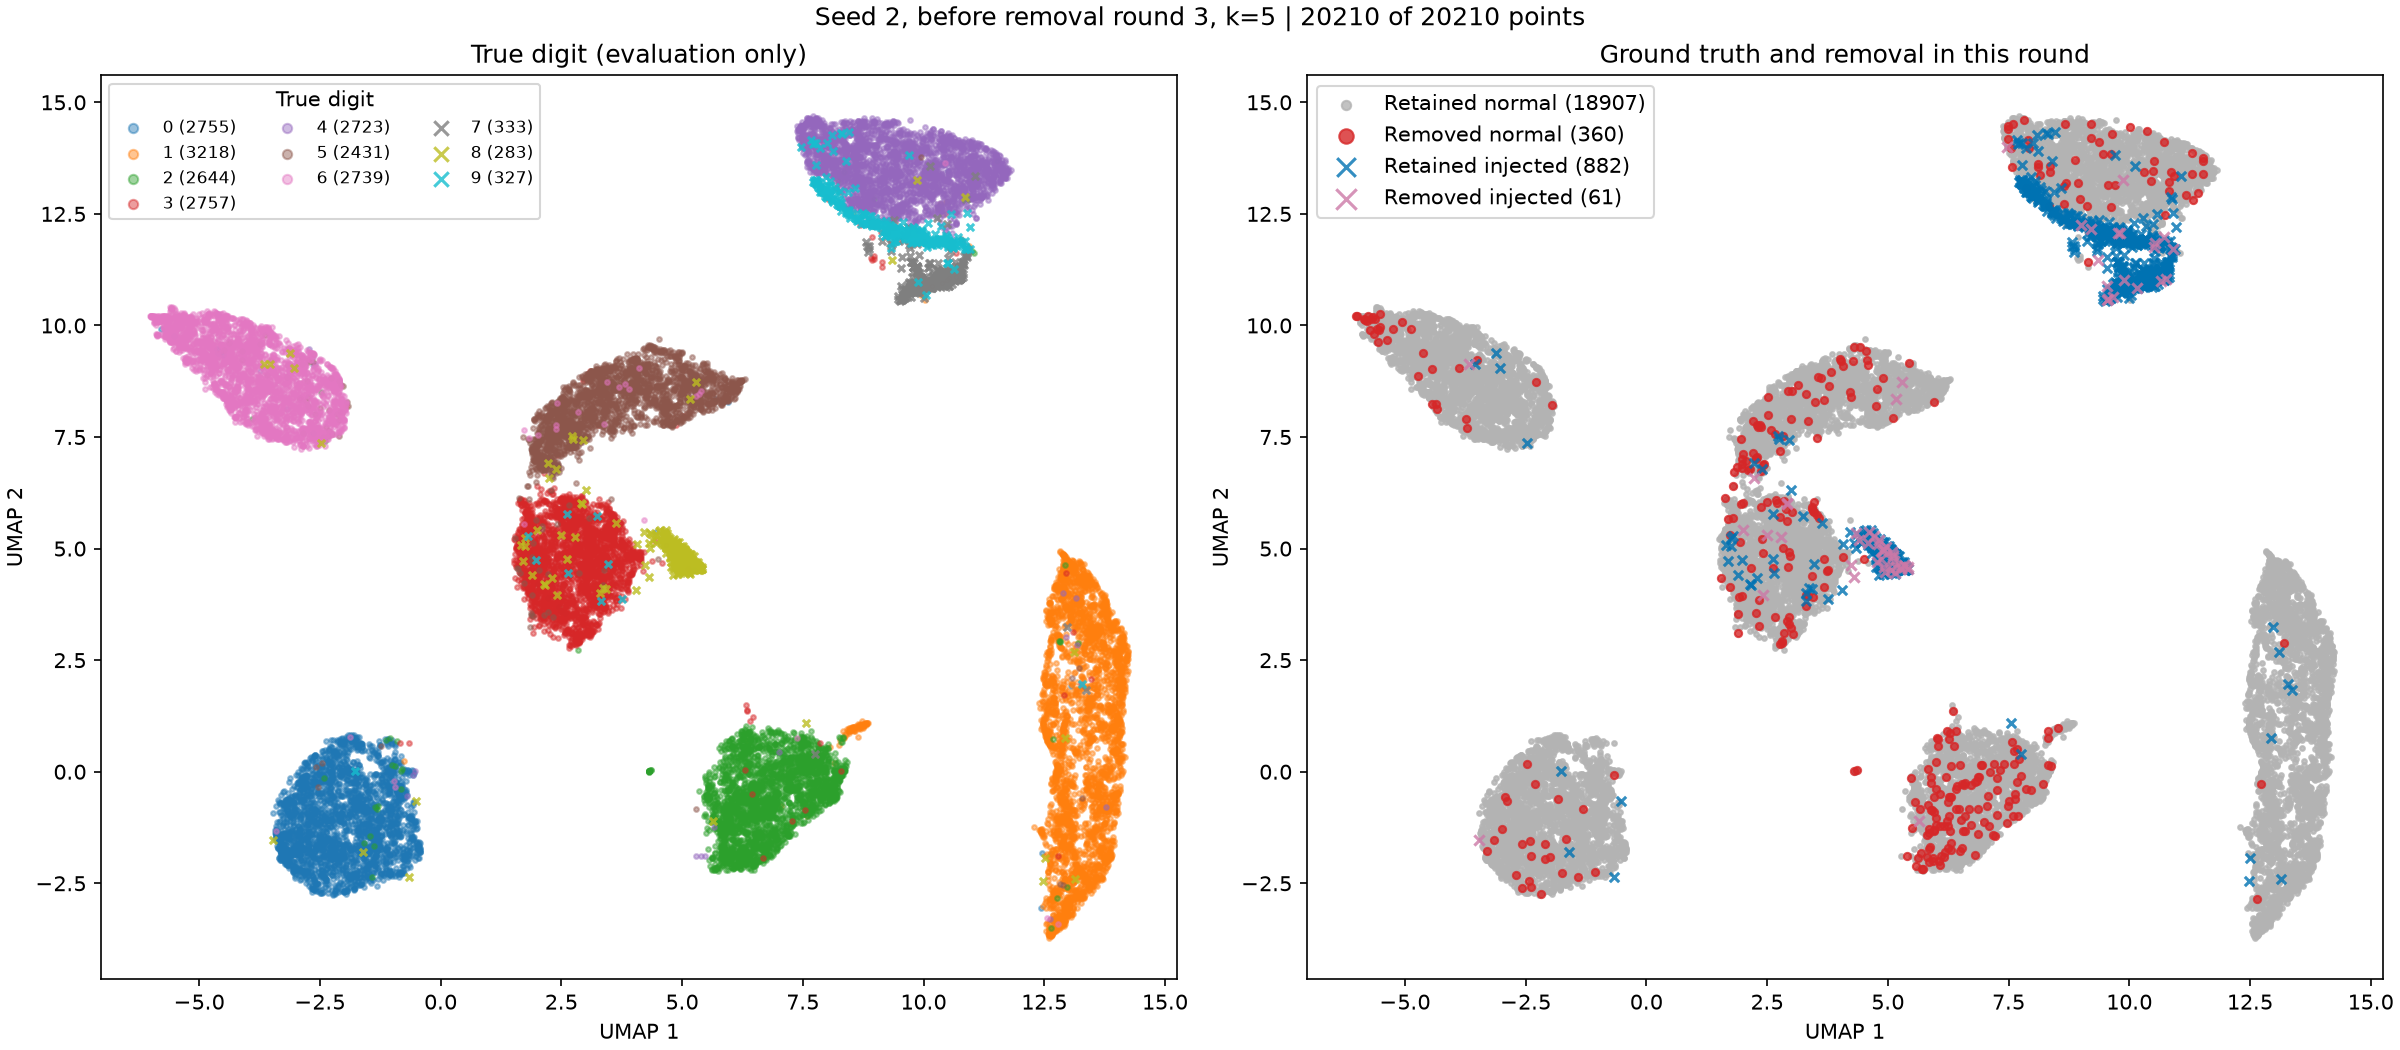 Seed 2, before removal round 3, k=5 | 20210 of 20210 points
True digit (evaluation only)
True digit
0 (2755)
1 (3218)
2 (2644)
3 (2757)
4 (2723)
5 (2431)
6 (2739)
7 (333)
8 (283)
9 (327)
15.0
12.5
10.0
7.5
5.0
2.5
0.0
−2.5
UMAP 2
−5.0 −2.5 0.0 2.5 5.0 7.5 10.0 12.5 15.0
UMAP 1
Ground truth and removal in this round
Retained normal (18907)
Removed normal (360)
Retained injected (882)
Removed injected (61)
15.0
12.5
10.0
7.5
5.0
2.5
0.0
−2.5
UMAP 2
−5.0 −2.5 0.0 2.5 5.0 7.5 10.0 12.5 15.0
UMAP 1